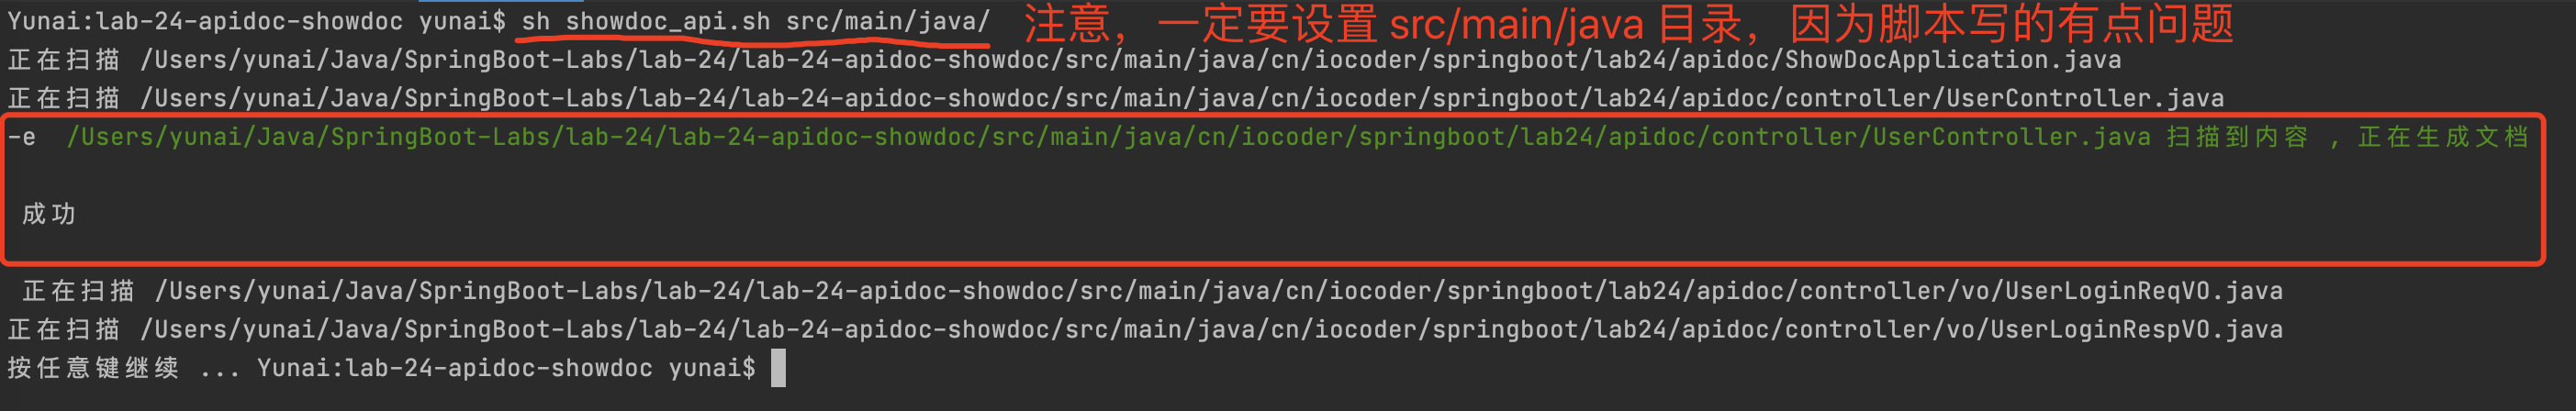 Yunai:lab-24-apidoc-showdoc yunai$ sh showdoc_api.sh src/main/java/ 注意，一定要设置 src/main/java 目录，因为脚本写的有点问题
正在扫描 /Users/yunai/Java/SpringBoot-Labs/lab-24/lab-24-apidoc-showdoc/src/main/java/cn/iocoder/springboot/lab24/apidoc/ShowDocApplication.java
正在扫描 /Users/yunai/Java/SpringBoot-Labs/lab-24/lab-24-apidoc-showdoc/src/main/java/cn/iocoder/springboot/lab24/apidoc/controller/UserController.java
-e  /Users/yunai/Java/SpringBoot-Labs/lab-24/lab-24-apidoc-showdoc/src/main/java/cn/iocoder/springboot/lab24/apidoc/controller/UserController.java 扫描到内容 , 正在生成文档
成功
正在扫描 /Users/yunai/Java/SpringBoot-Labs/lab-24/lab-24-apidoc-showdoc/src/main/java/cn/iocoder/springboot/lab24/apidoc/controller/vo/UserLoginReqVO.java
正在扫描 /Users/yunai/Java/SpringBoot-Labs/lab-24/lab-24-apidoc-showdoc/src/main/java/cn/iocoder/springboot/lab24/apidoc/controller/vo/UserLoginRespVO.java
按任意键继续 ... Yunai:lab-24-apidoc-showdoc yunai$